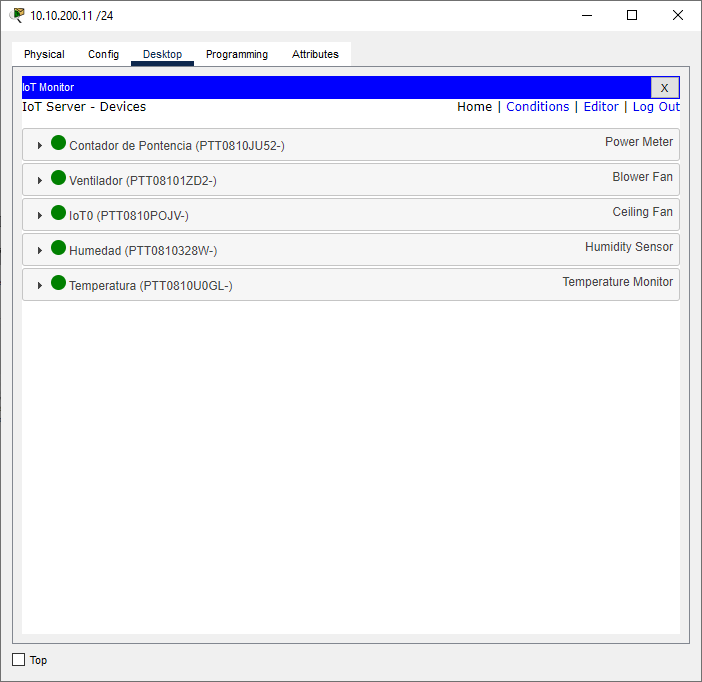 10.10.200.11 /24
Physical Config Desktop Programming Attributes
IoT Monitor X
IoT Server - Devices Home | Conditions | Editor | Log Out
Contador de Pontencia (PTT0810JU52-) Power Meter
Ventilador (PTT08101ZD2-) Blower Fan
IoT0 (PTT0810POJV-) Ceiling Fan
Humedad (PTT0810328W-) Humidity Sensor
Temperatura (PTT0810U0GL-) Temperature Monitor
Top